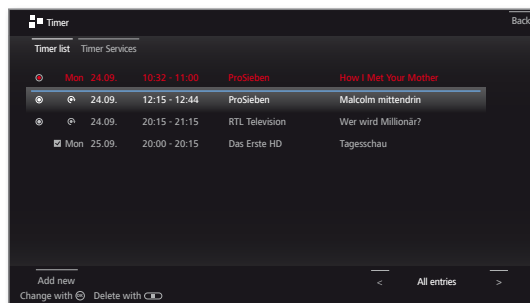 Timer
Back
Timer list Timer Services
Mon 24.09. 10:32 - 11:00 ProSieben How I Met Your Mother
24.09. 12:15 - 12:44 ProSieben Malcolm mittendrin
24.09. 20:15 - 21:15 RTL Television Wer wird Millionär?
Mon 25.09. 20:00 - 20:15 Das Erste HD Tagesschau
Add new < All entries >
Change with OK Delete with